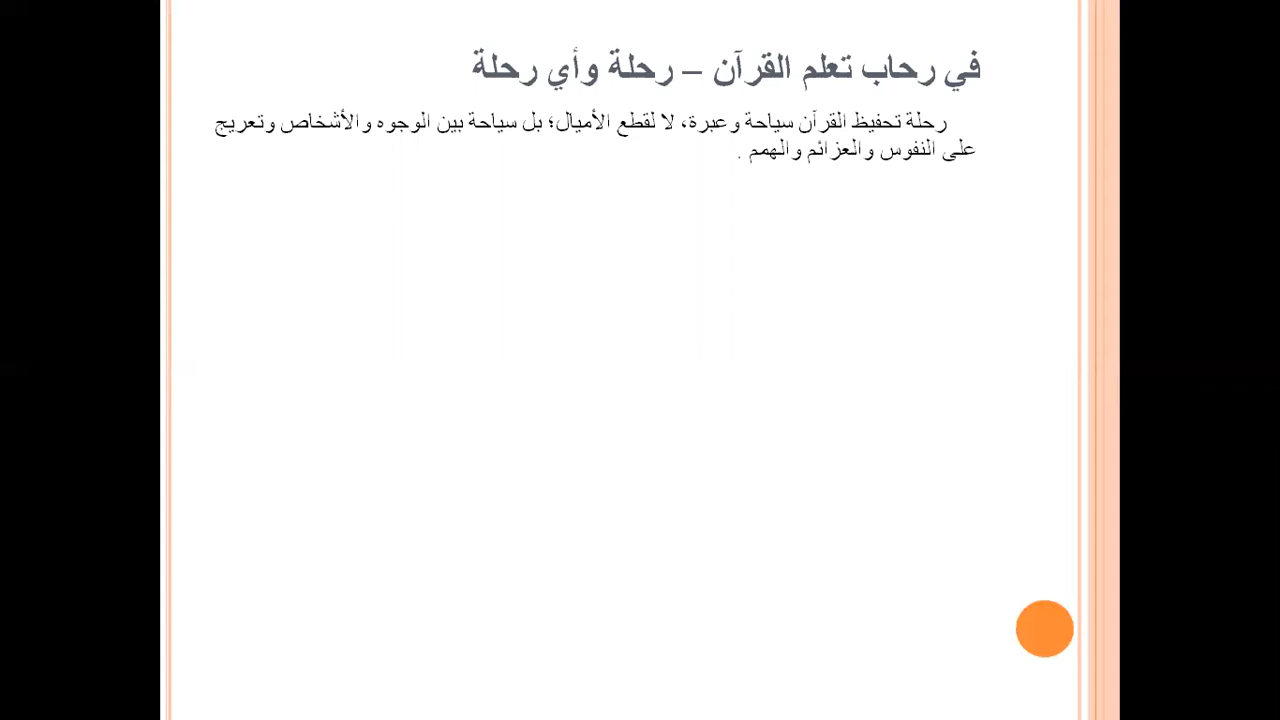 في رحاب تعلم القرآن – رحلة وأي رحلة
رحلة تحفيظ القرآن سياحة وعبرة، لا لقطع الأميال؛ بل سياحة بين الوجوه والأشخاص وتعريج
على النفوس والعزائم والهمم .